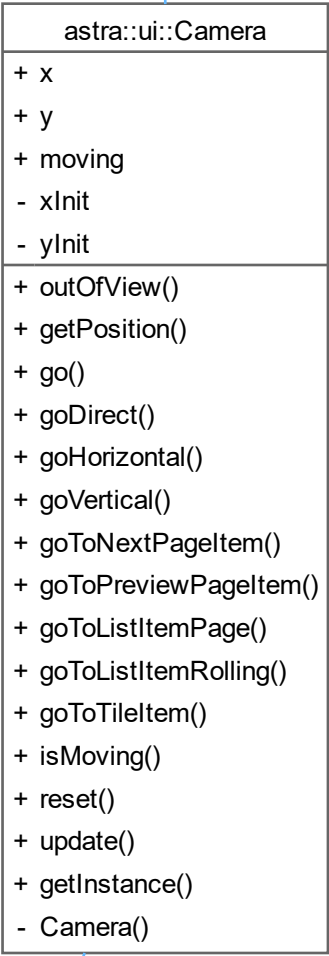 astra::ui::Camera
+ x
+ y
+ moving
- xInit
- yInit
+ outOfView()
+ getPosition()
+ go()
+ goDirect()
+ goHorizontal()
+ goVertical()
+ goToNextPageItem()
+ goToPreviewPageItem()
+ goToListItemPage()
+ goToListItemRolling()
+ goToTileItem()
+ isMoving()
+ reset()
+ update()
+ getInstance()
- Camera()